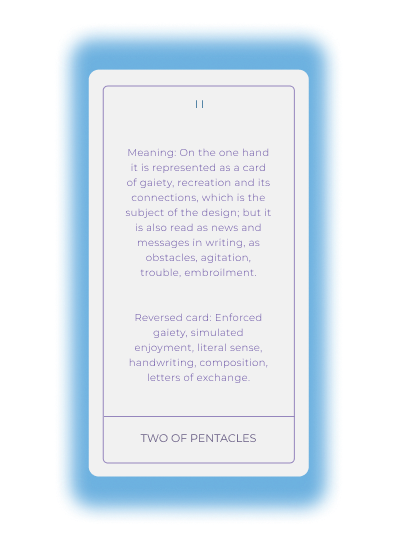 II
Meaning: On the one hand
it is represented as a card
of gaiety, recreation and its
connections, which is the
subject of the design; but it
is also read as news and
messages in writing, as
obstacles, agitation,
trouble, embroilment.
Reversed card: Enforced
gaiety, simulated
enjoyment, literal sense,
handwriting, composition,
letters of exchange.
TWO OF PENTACLES